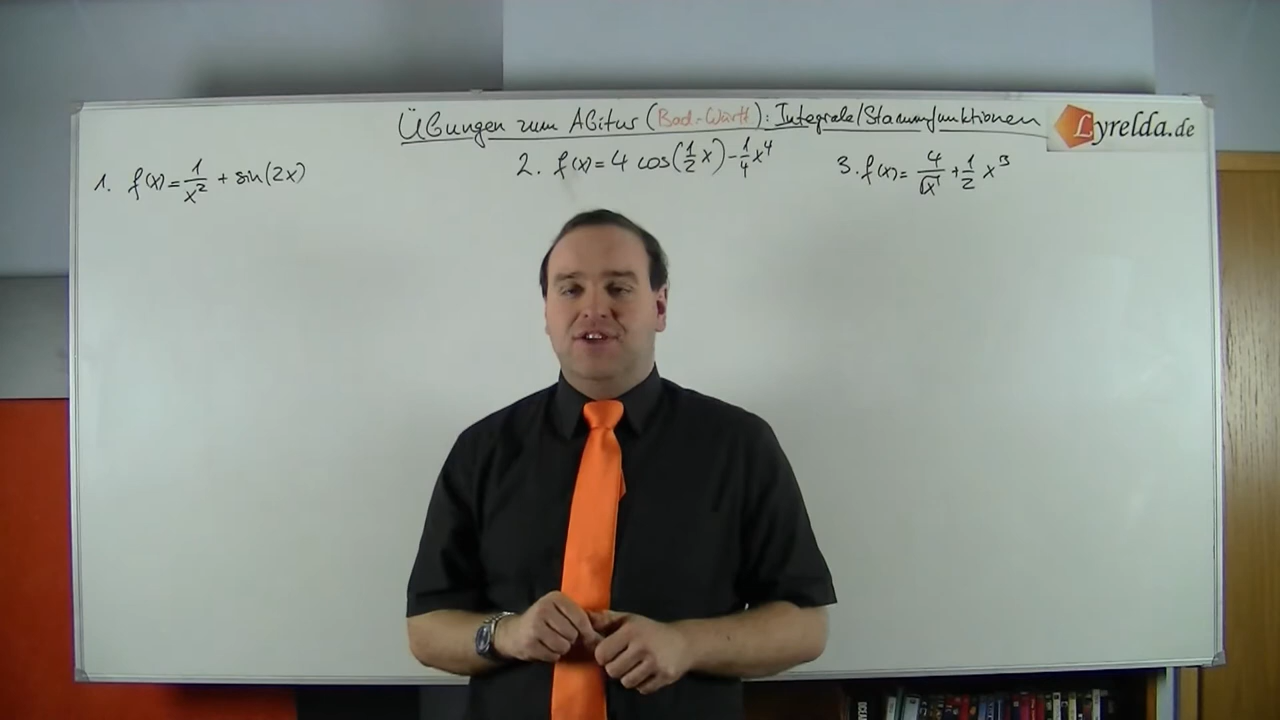 Übungen zum Abitur (Bad.-Württ): Integrale/Stammfunktionen
Lyrelda.de
1. f(x)=1/x² + sin(2x)
2. f(x)=4 cos(1/2 x)-1/4 x⁴
3. f(x)= 4/√x + 1/2 x³